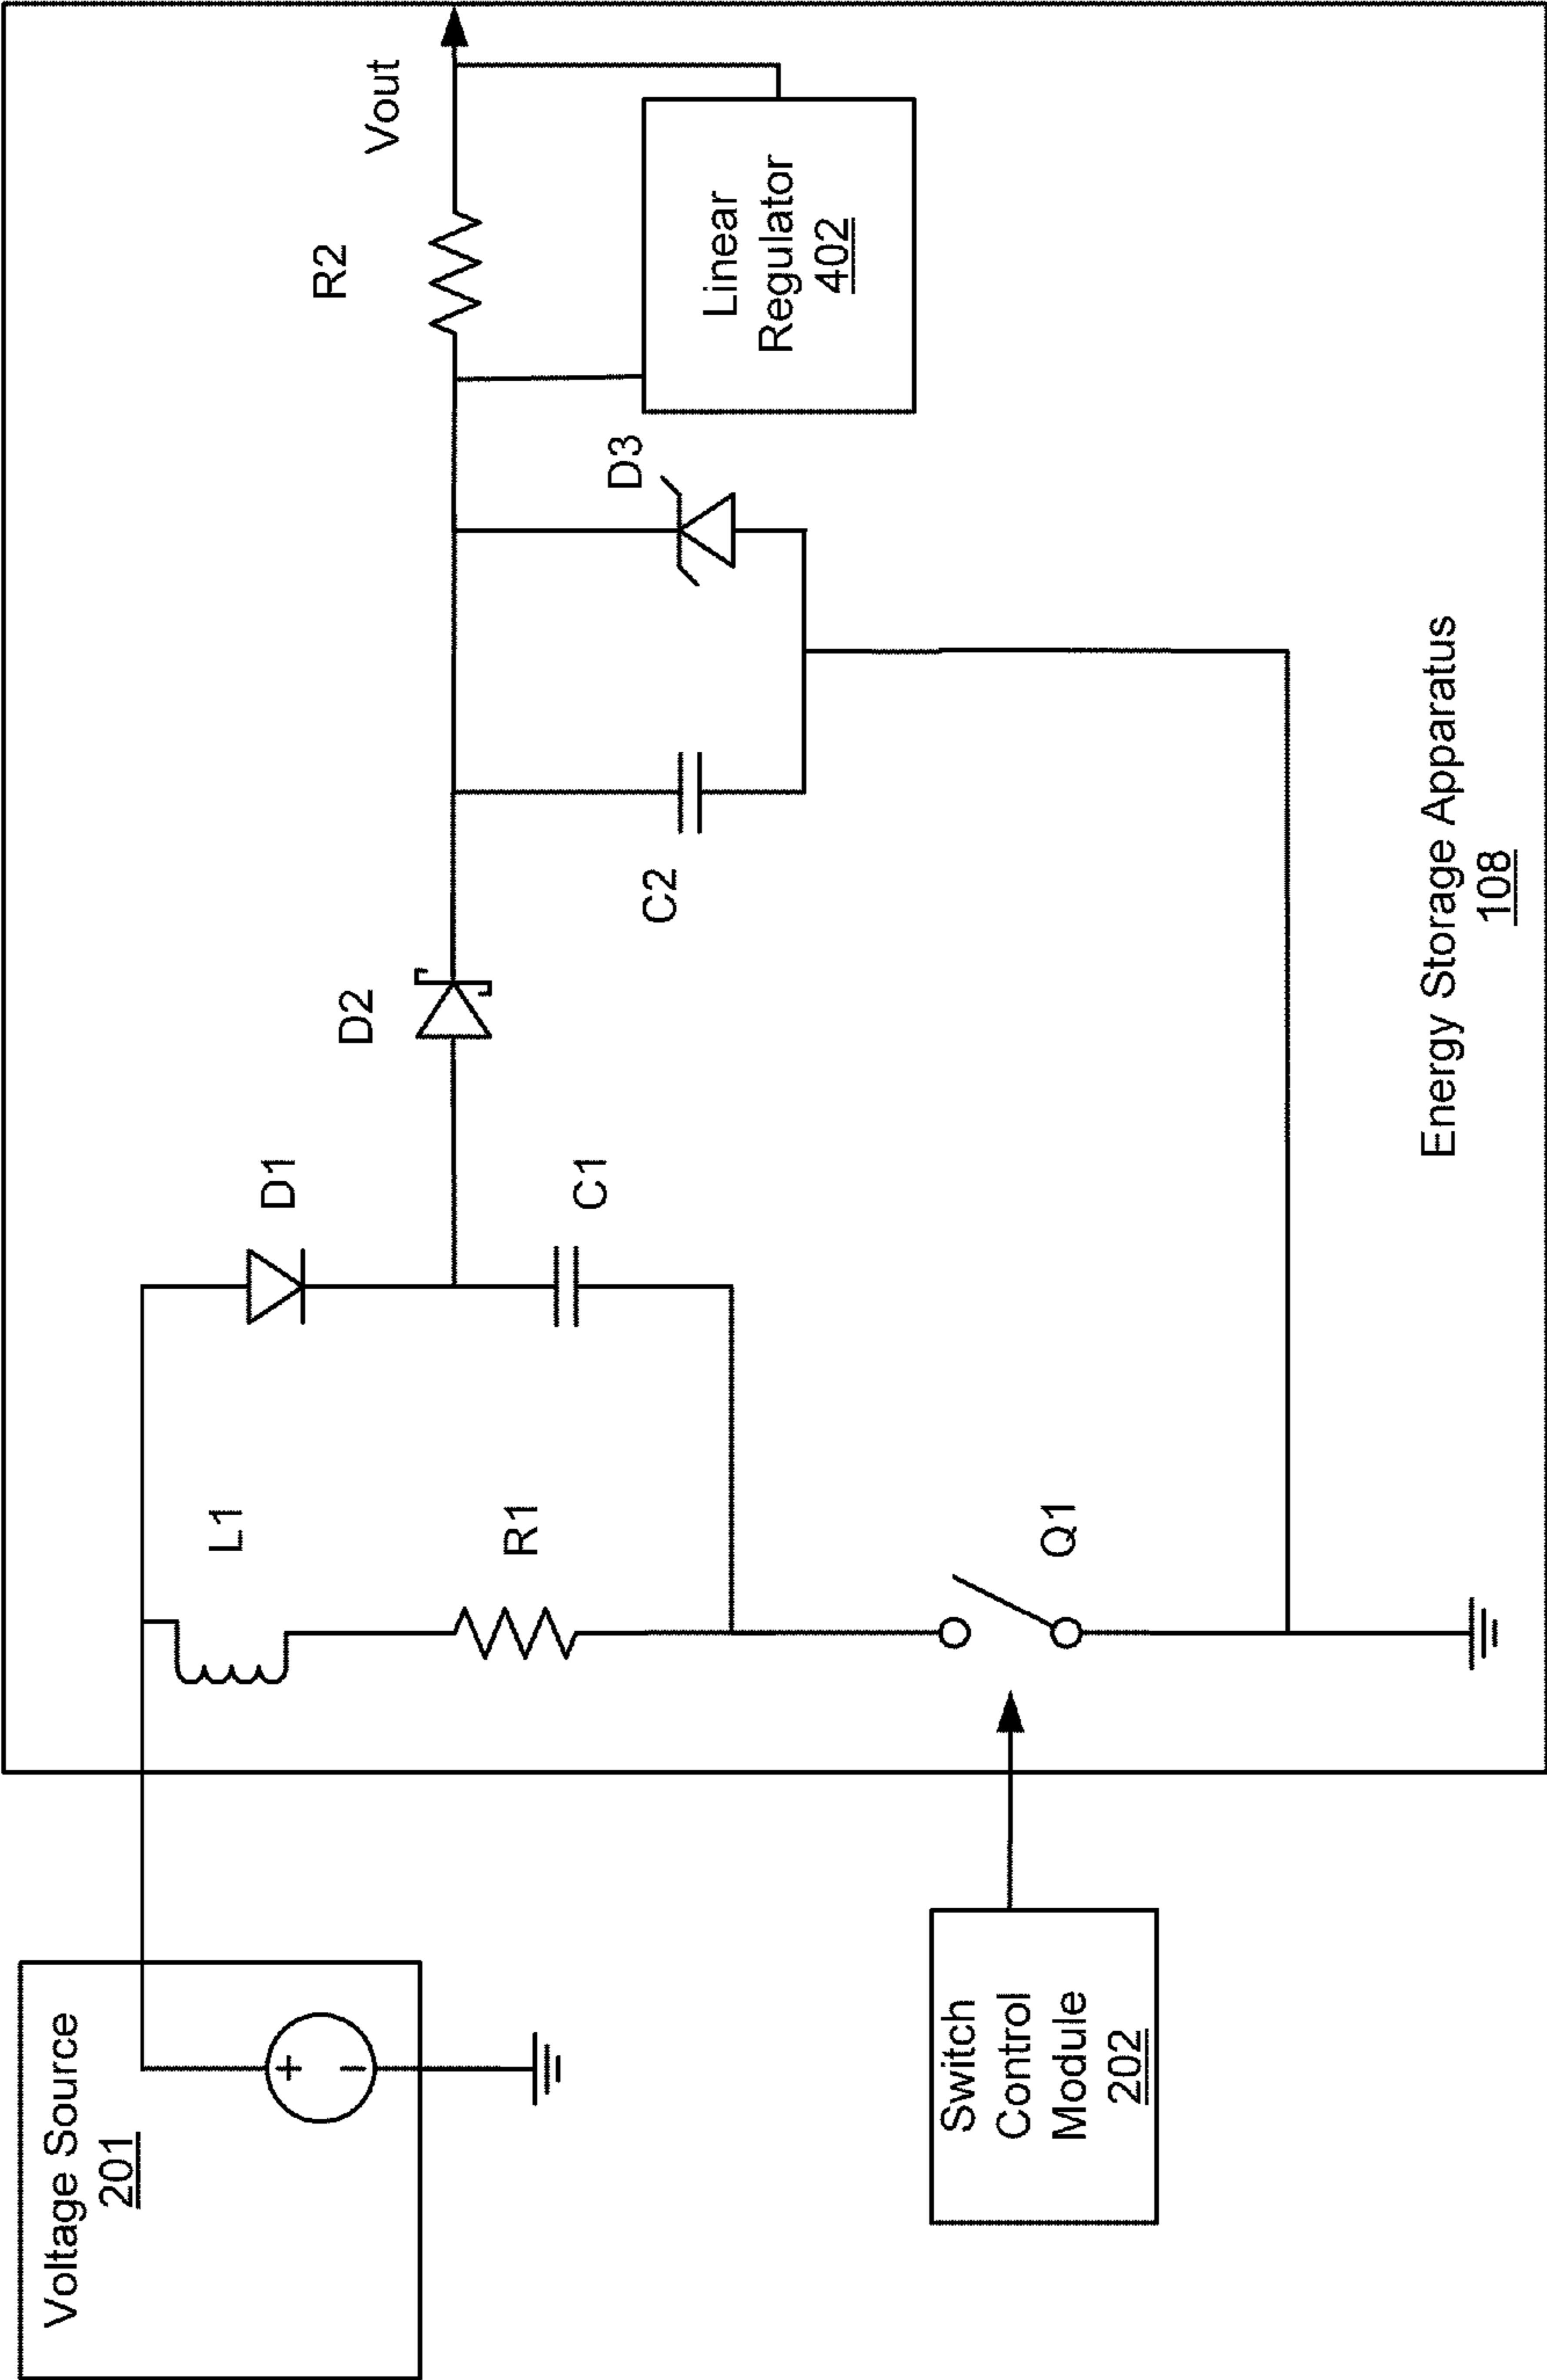 Voltage Source
201
+
−
Switch
Control
Module
202
L1
R1
Q1
D1
C1
D2
C2
D3
R2
Vout
Linear
Regulator
402
Energy Storage Apparatus
108